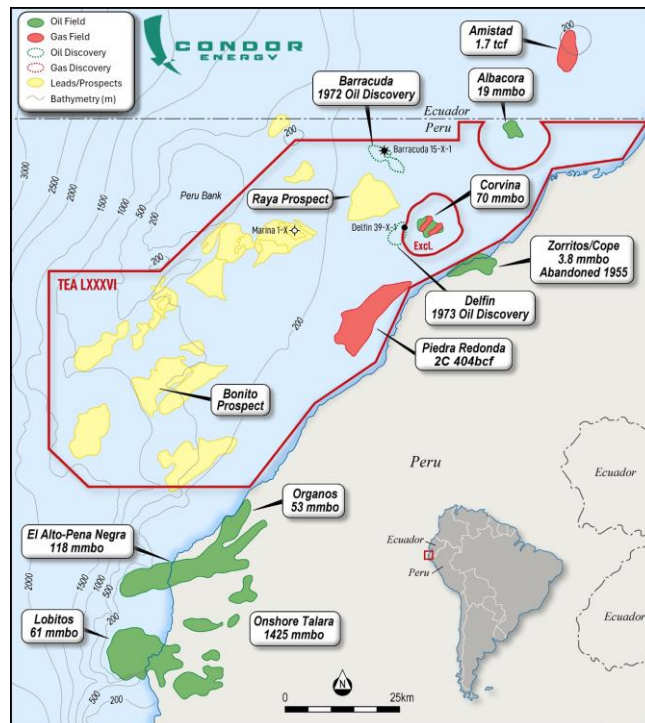 Oil Field
Gas Field
Oil Discovery
Gas Discovery
Leads/Prospects
Bathymetry (m)
CONDOR
ENERGY
Amistad
1.7 tcf
200
Albacora
19 mmbo
Barracuda
1972 Oil Discovery
Ecuador
Peru
200
Barracuda 15-X-1
3000
2000
1500
1000
500
Peru Bank
Raya Prospect
Corvina
70 mmbo
Marina 1-X
Delfin 39-X-1
Excl.
200
Zorritos/Cope
3.8 mmbo
Abandoned 1955
TEA LXXXVI
200
Delfin
1973 Oil Discovery
Piedra Redonda
2C 404bcf
Bonito
Prospect
Peru
Ecuador
Organos
53 mmbo
El Alto-Pena Negra
118 mmbo
Ecuador
Peru
2000
1000
500
200
Lobitos
61 mmbo
Onshore Talara
1425 mmbo
Ecuador
500
200
N
0
25km